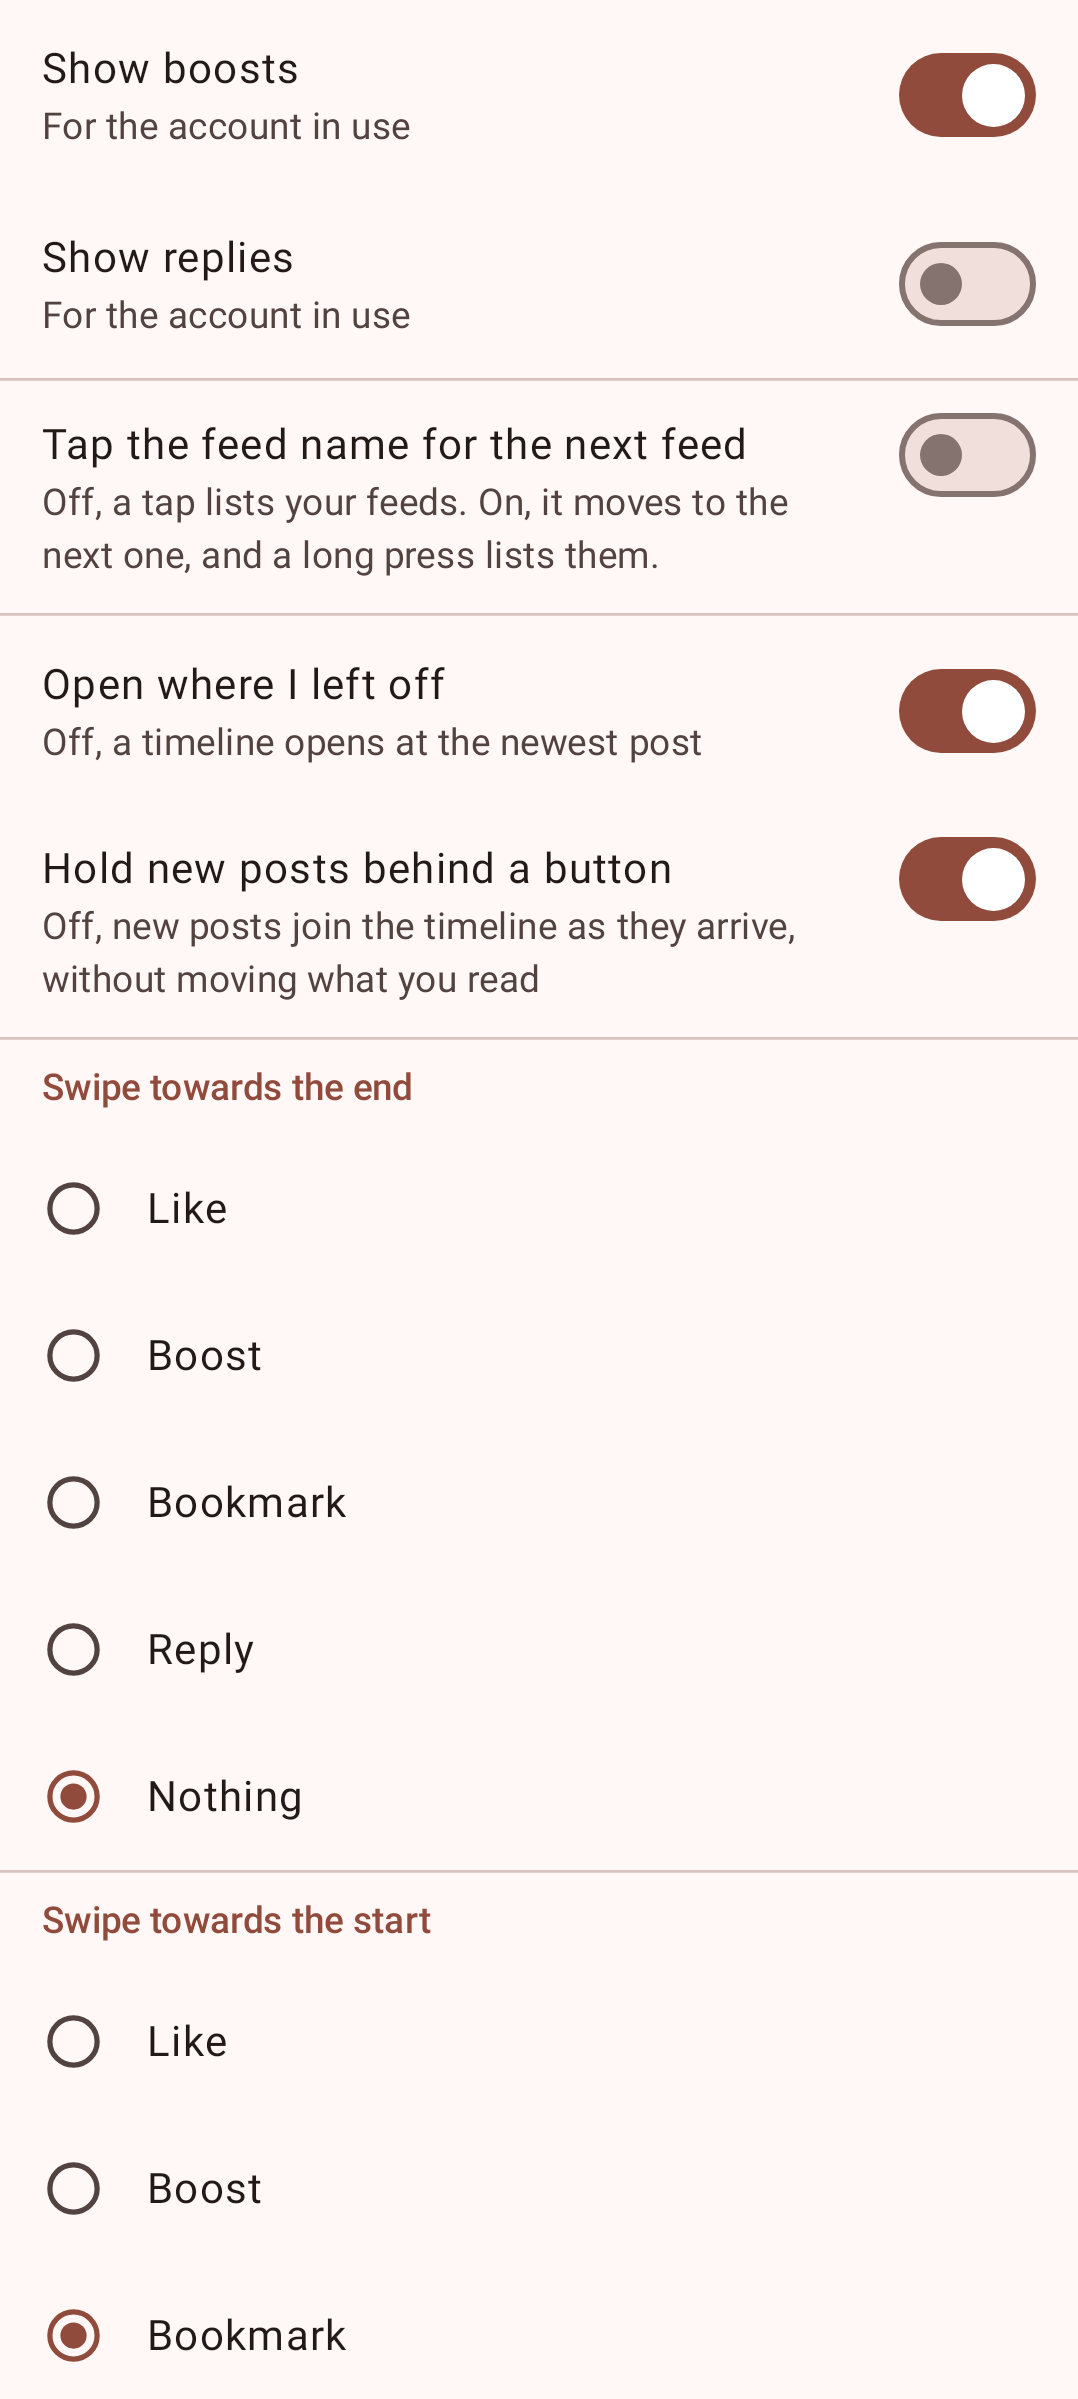 Show boosts
For the account in use
Show replies
For the account in use
Tap the feed name for the next feed
Off, a tap lists your feeds. On, it moves to the
next one, and a long press lists them.
Open where I left off
Off, a timeline opens at the newest post
Hold new posts behind a button
Off, new posts join the timeline as they arrive,
without moving what you read
Swipe towards the end
Like
Boost
Bookmark
Reply
Nothing
Swipe towards the start
Like
Boost
Bookmark